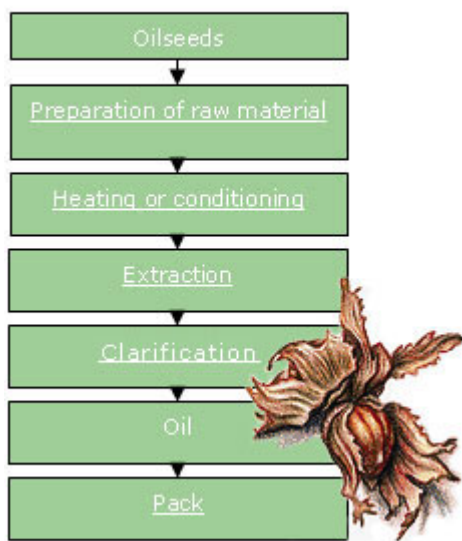 Oilseeds
Preparation of raw material
Heating or conditioning
Extraction
Clarification
Oil
Pack